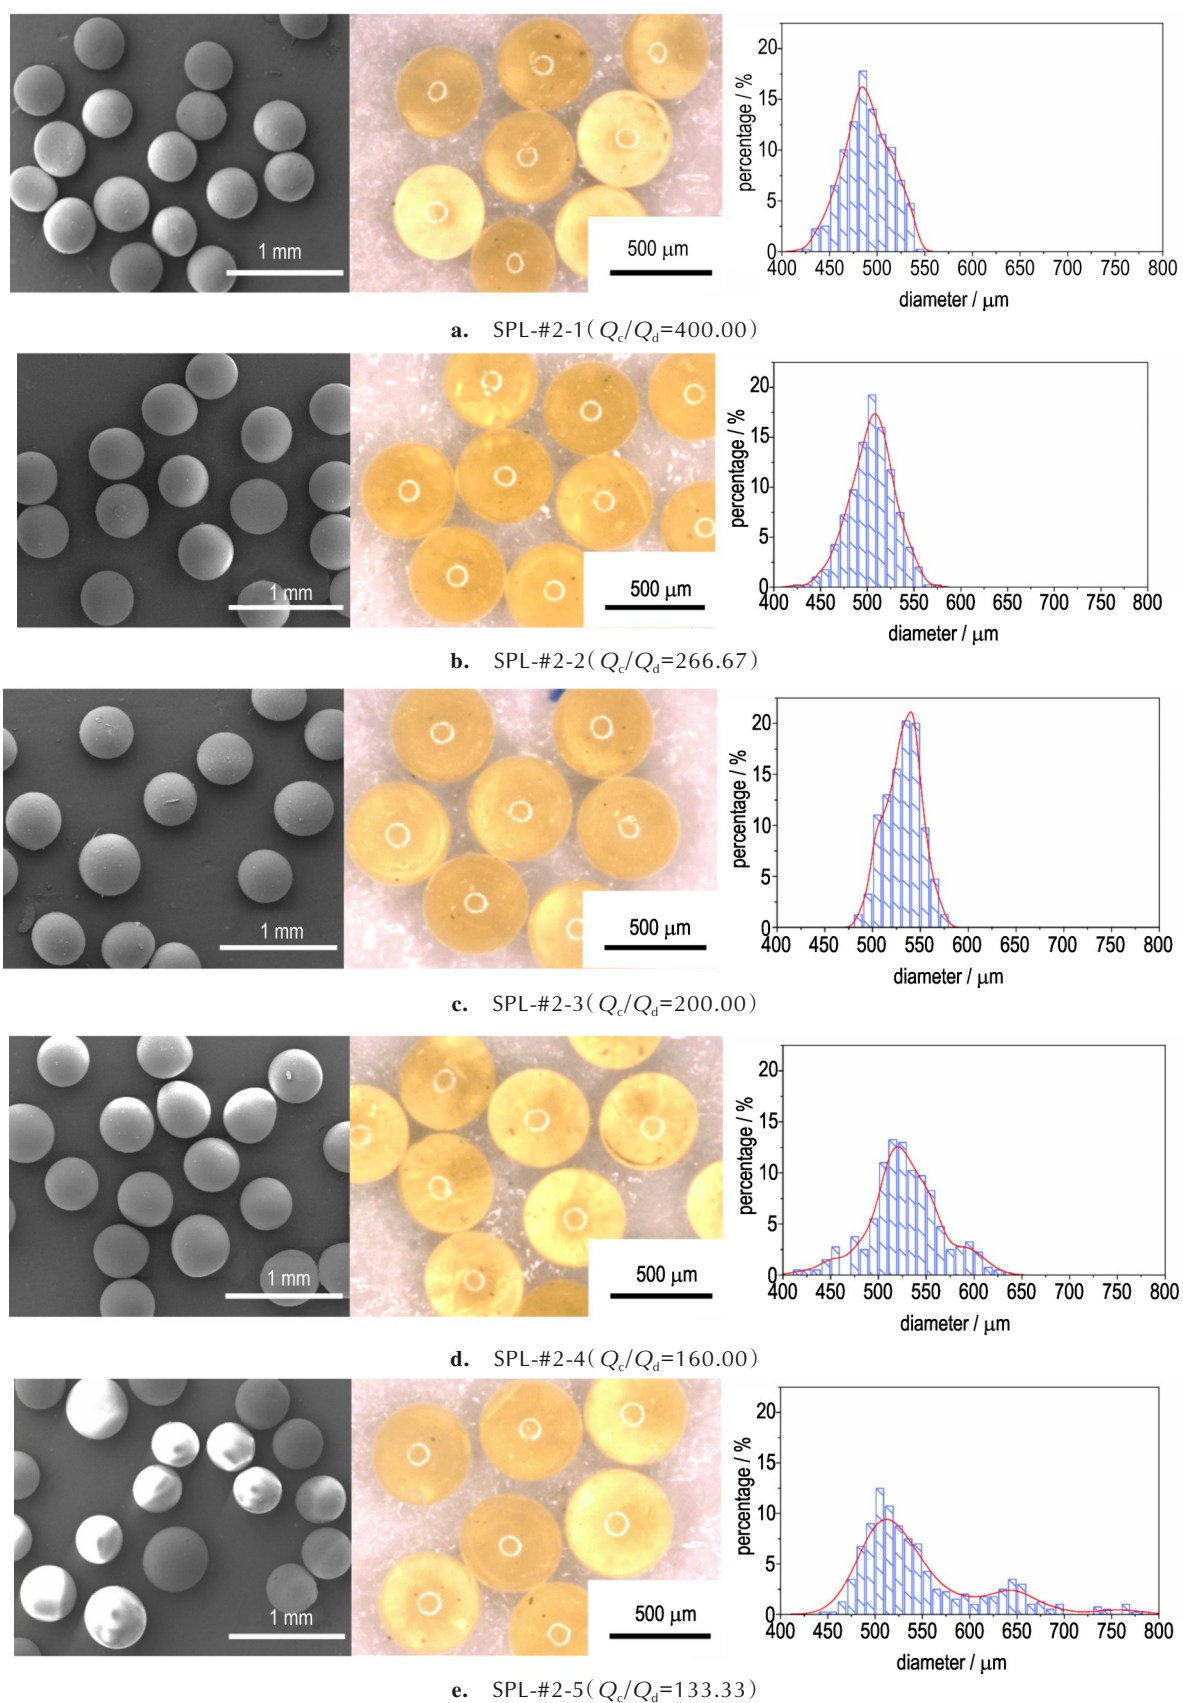 1 mm
500 μm
percentage / %
20
15
10
5
0
400 450 500 550 600 650 700 750 800
diameter / μm
a. SPL-#2-1(Qc/Qd=400.00)
1 mm
500 μm
percentage / %
20
15
10
5
0
400 450 500 550 600 650 700 750 800
diameter / μm
b. SPL-#2-2(Qc/Qd=266.67)
1 mm
500 μm
percentage / %
20
15
10
5
0
400 450 500 550 600 650 700 750 800
diameter / μm
c. SPL-#2-3(Qc/Qd=200.00)
1 mm
500 μm
percentage / %
20
15
10
5
0
400 450 500 550 600 650 700 750 800
diameter / μm
d. SPL-#2-4(Qc/Qd=160.00)
1 mm
500 μm
percentage / %
20
15
10
5
0
400 450 500 550 600 650 700 750 800
diameter / μm
e. SPL-#2-5(Qc/Qd=133.33)